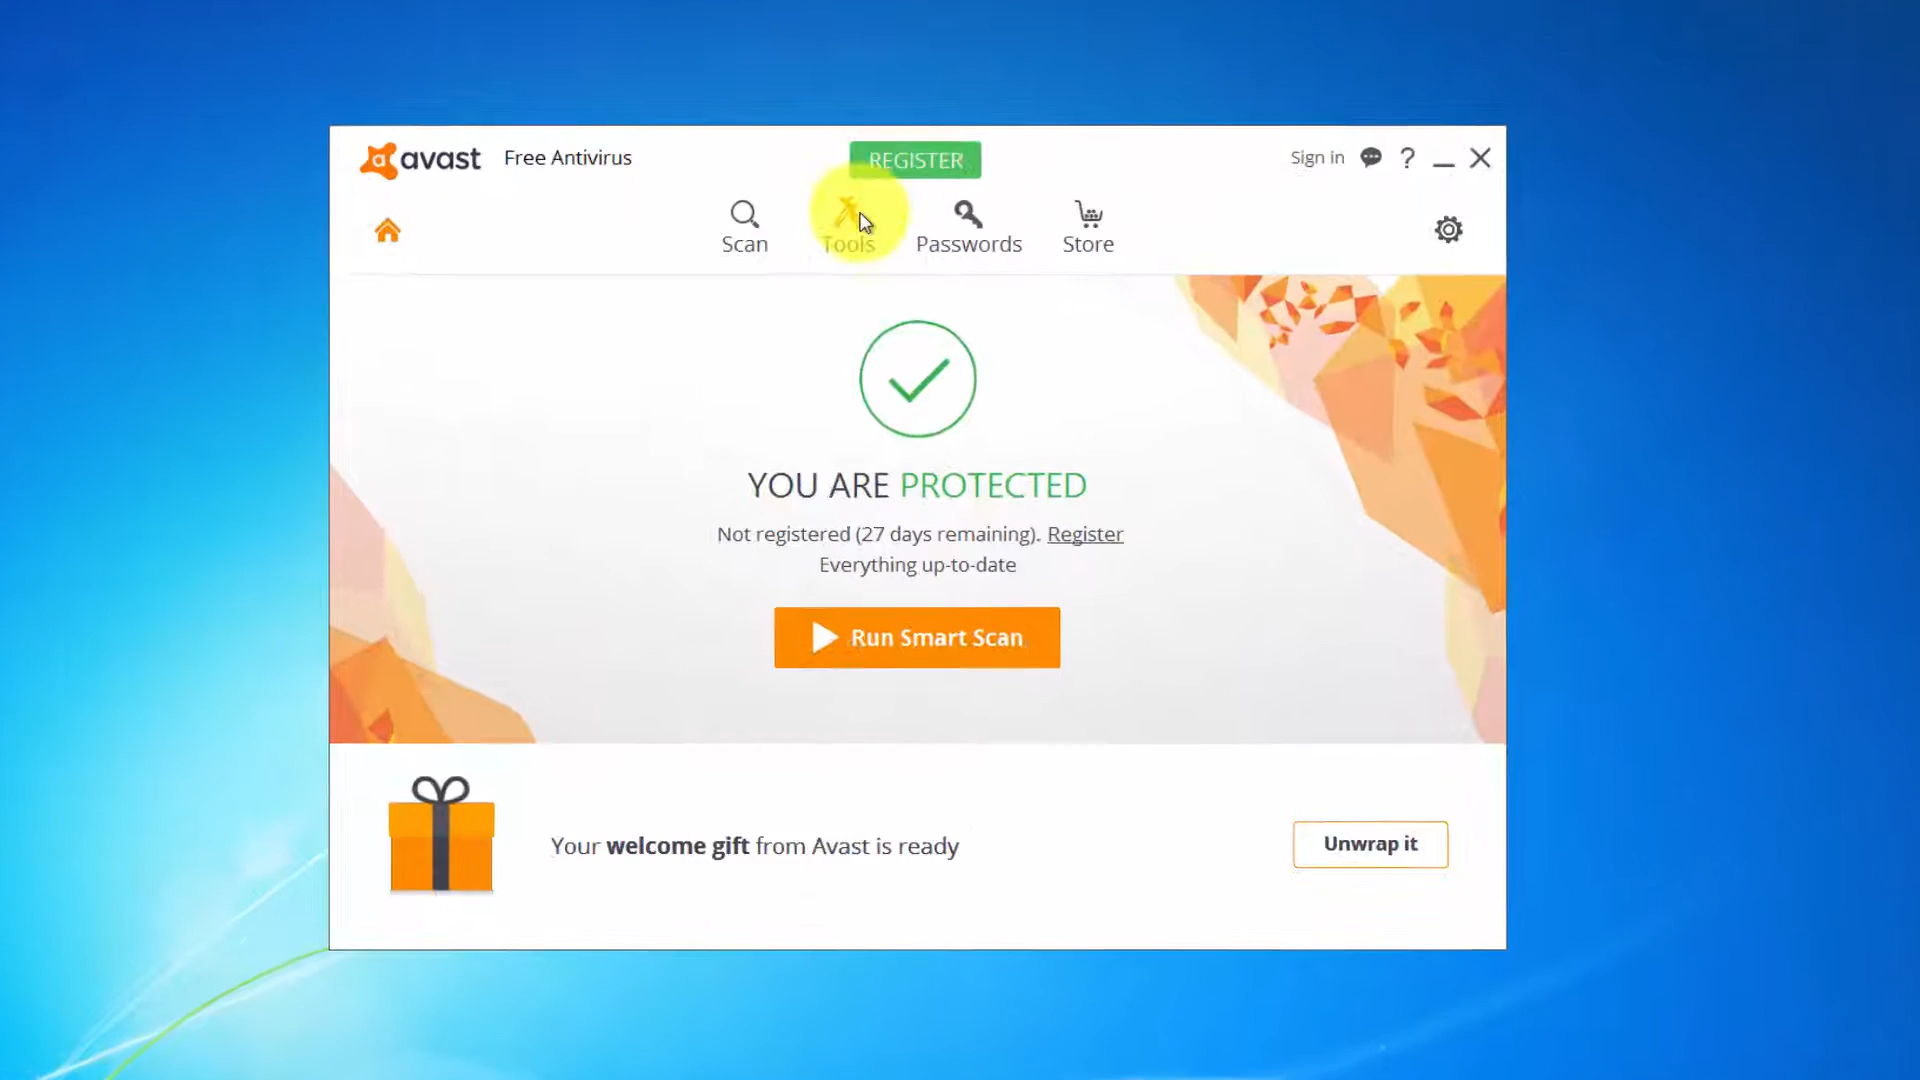 avast Free Antivirus
REGISTER
Sign in ?
Scan Tools Passwords Store
YOU ARE PROTECTED
Not registered (27 days remaining). Register
Everything up-to-date
Run Smart Scan
Your welcome gift from Avast is ready
Unwrap it